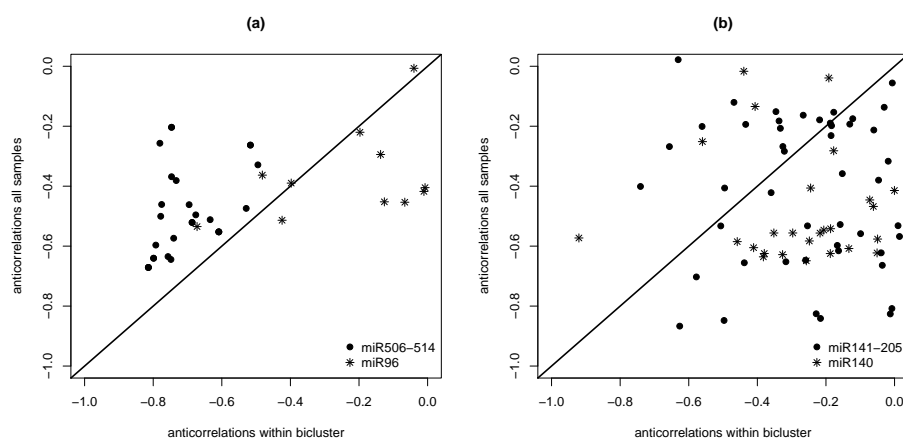 (a)
anticorrelations all samples
0.0
−0.2
−0.4
−0.6
−0.8
−1.0
miR506−514
miR96
−1.0 −0.8 −0.6 −0.4 −0.2 0.0
anticorrelations within bicluster
(b)
anticorrelations all samples
0.0
−0.2
−0.4
−0.6
−0.8
−1.0
miR141−205
miR140
−1.0 −0.8 −0.6 −0.4 −0.2 0.0
anticorrelations within bicluster